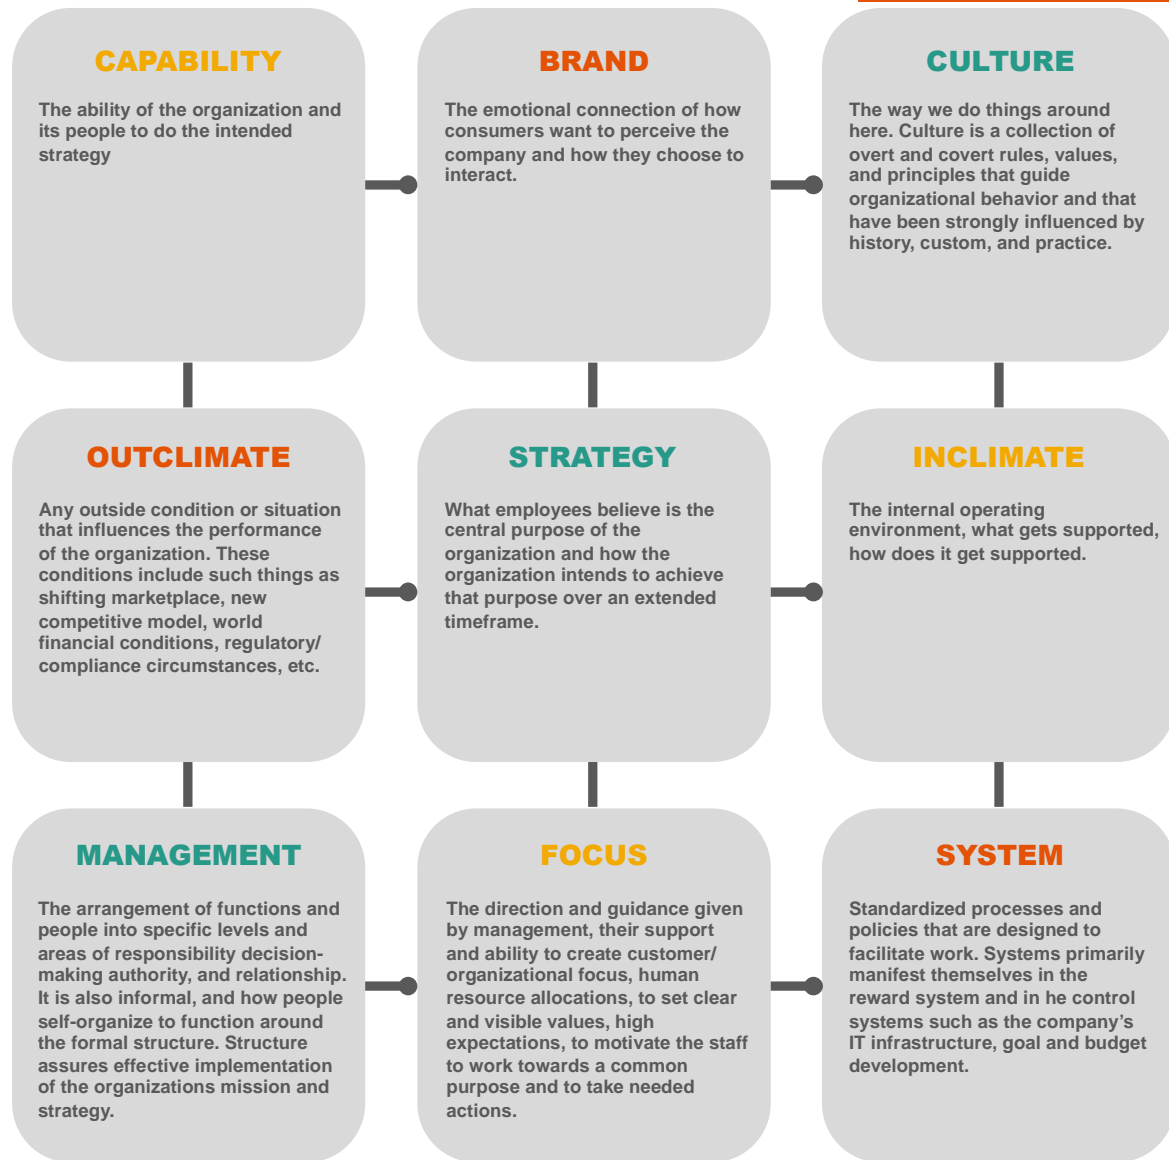 CAPABILITY
The ability of the organization and
its people to do the intended
strategy
BRAND
The emotional connection of how
consumers want to perceive the
company and how they choose to
interact.
CULTURE
The way we do things around
here. Culture is a collection of
overt and covert rules, values,
and principles that guide
organizational behavior and that
have been strongly influenced by
history, custom, and practice.
OUTCLIMATE
Any outside condition or situation
that influences the performance
of the organization. These
conditions include such things as
shifting marketplace, new
competitive model, world
financial conditions, regulatory/
compliance circumstances, etc.
STRATEGY
What employees believe is the
central purpose of the
organization and how the
organization intends to achieve
that purpose over an extended
timeframe.
INCLIMATE
The internal operating
environment, what gets supported,
how does it get supported.
MANAGEMENT
The arrangement of functions and
people into specific levels and
areas of responsibility decision-
making authority, and relationship.
It is also informal, and how people
self-organize to function around
the formal structure. Structure
assures effective implementation
of the organizations mission and
strategy.
FOCUS
The direction and guidance given
by management, their support
and ability to create customer/
organizational focus, human
resource allocations, to set clear
and visible values, high
expectations, to motivate the staff
to work towards a common
purpose and to take needed
actions.
SYSTEM
Standardized processes and
policies that are designed to
facilitate work. Systems primarily
manifest themselves in the
reward system and in he control
systems such as the company’s
IT infrastructure, goal and budget
development.